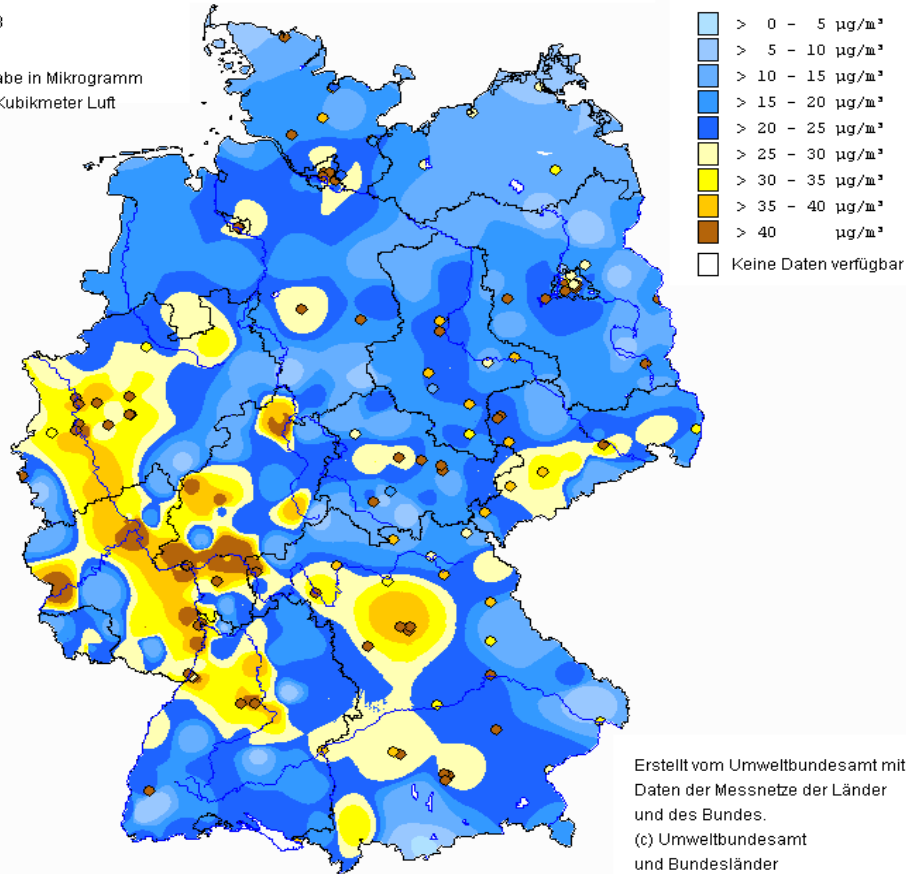 abe in Mikrogramm
Kubikmeter Luft
> 0 - 5 µg/m³
> 5 - 10 µg/m³
> 10 - 15 µg/m³
> 15 - 20 µg/m³
> 20 - 25 µg/m³
> 25 - 30 µg/m³
> 30 - 35 µg/m³
> 35 - 40 µg/m³
> 40 µg/m³
Keine Daten verfügbar
Erstellt vom Umweltbundesamt mit
Daten der Messnetze der Länder
und des Bundes.
(c) Umweltbundesamt
und Bundesländer